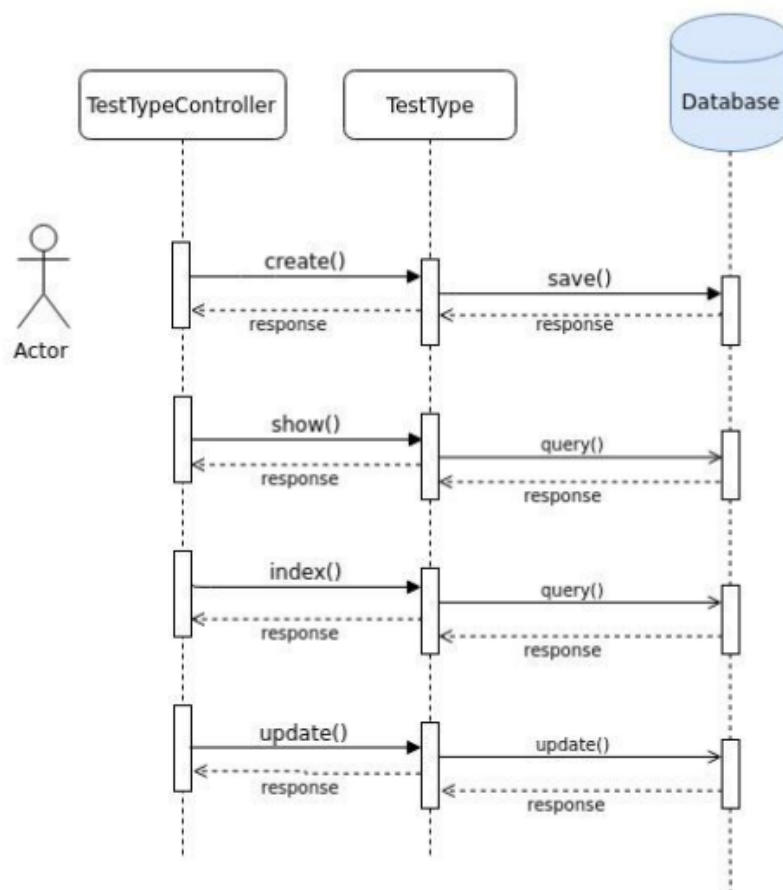 TestTypeController
TestType
Database
Actor
create()
save()
response
response
show()
query()
response
response
index()
query()
response
response
update()
update()
response
response